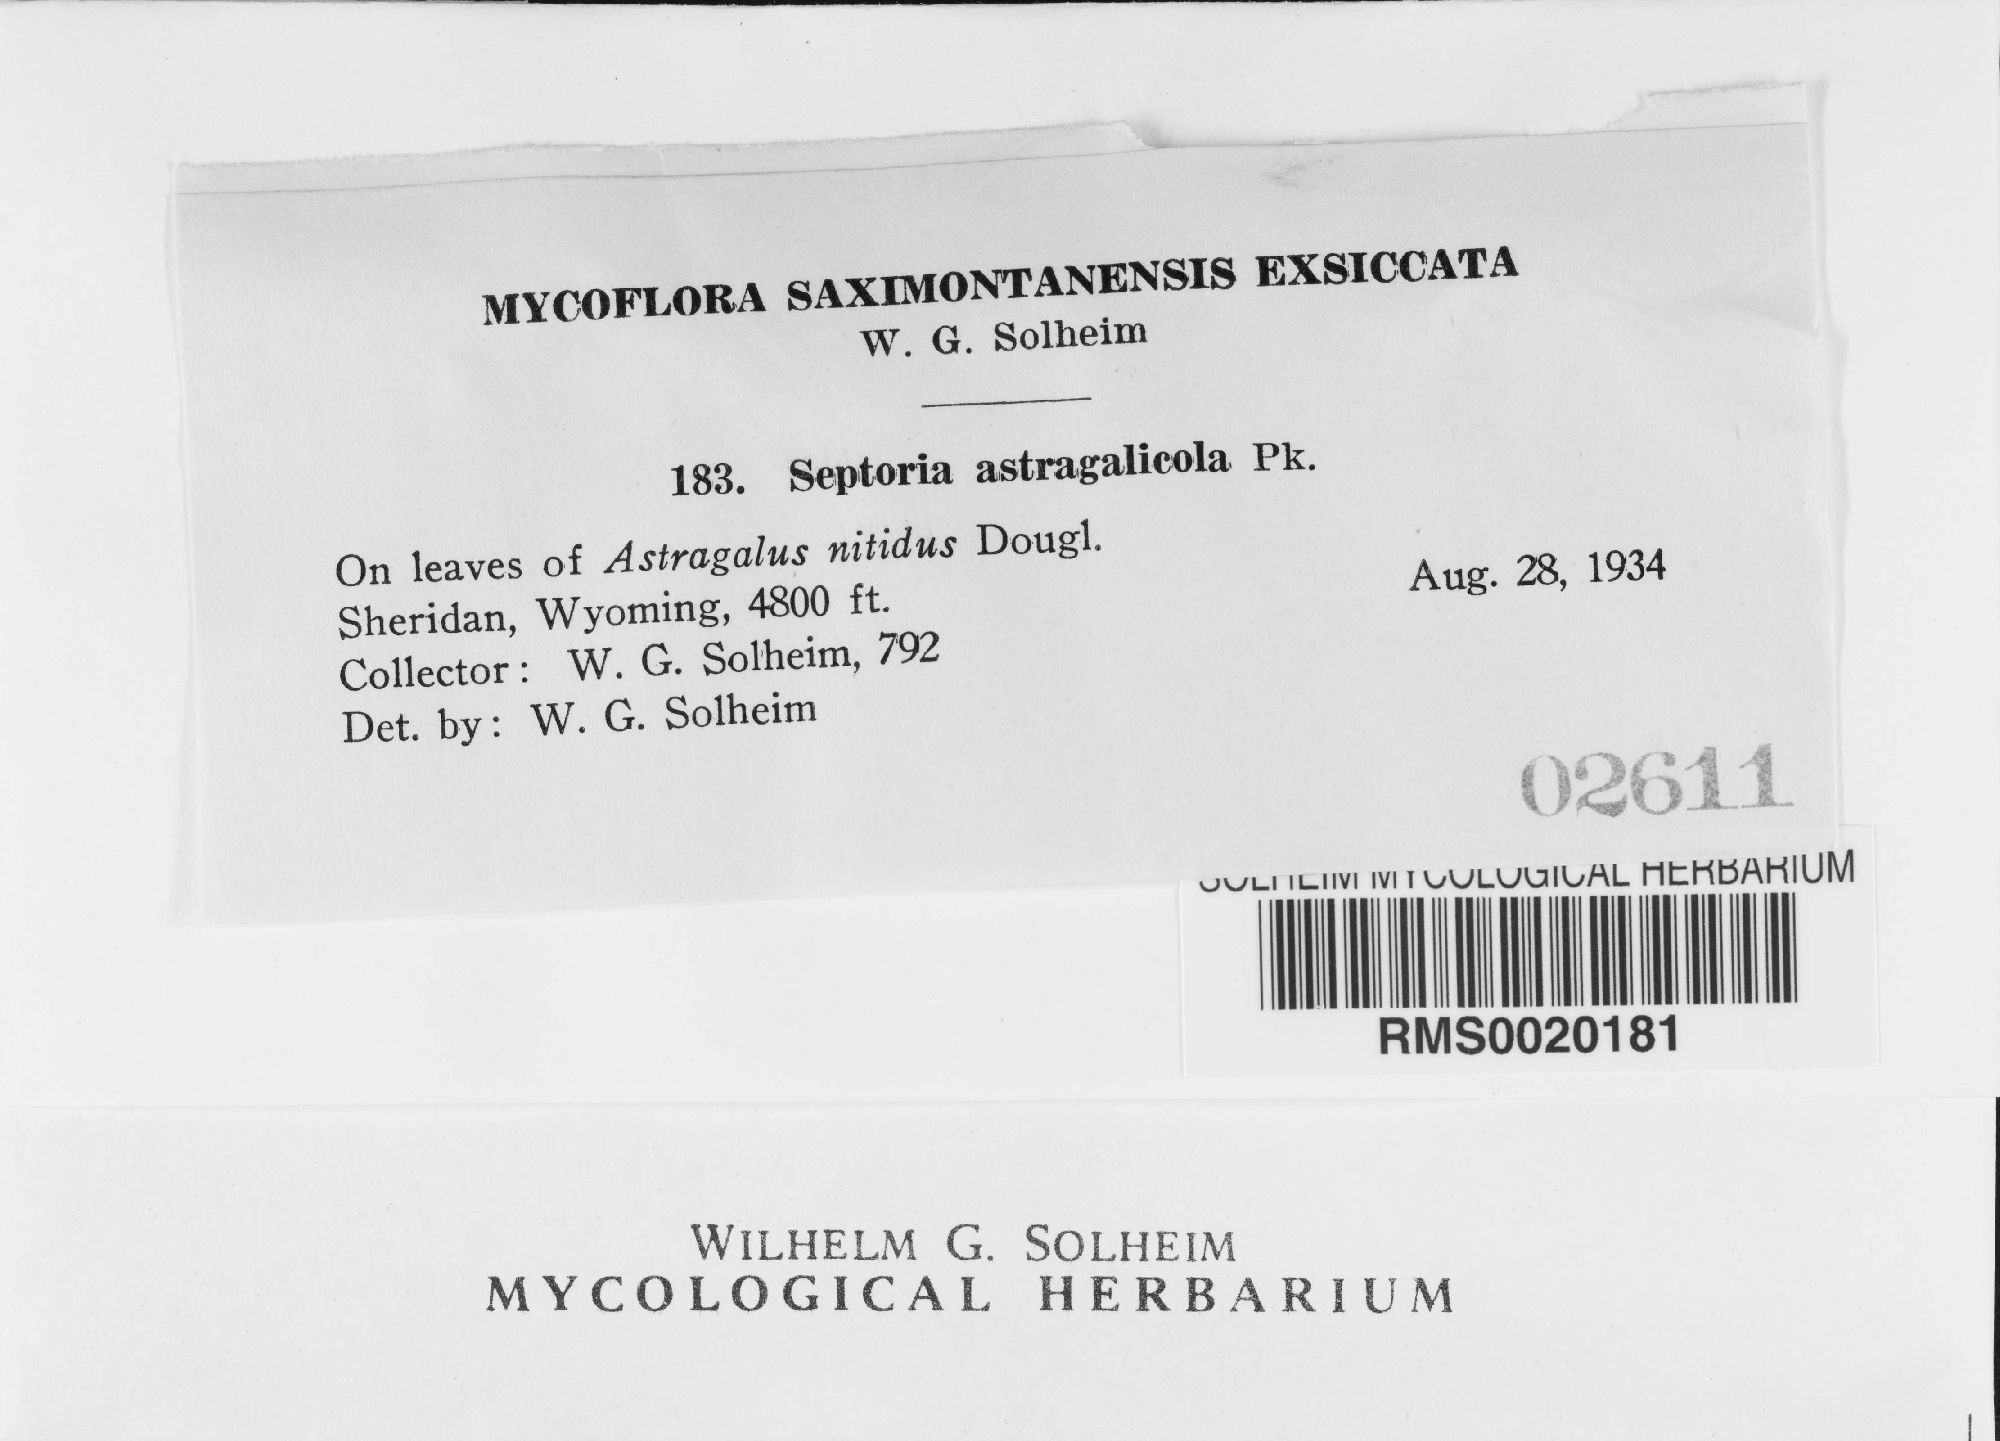 MYCOFLORA SAXIMONTANENSIS EXSICCATA
W. G. Solheim
183. Septoria astragalicola Pk.
On leaves of Astragalus nitidus Dougl.
Sheridan, Wyoming, 4800 ft.
Aug. 28, 1934
Collector: W. G. Solheim, 792
Det. by: W. G. Solheim
02611
SOLHEIM MYCOLOGICAL HERBARIUM
RMS0020181
WILHELM G. SOLHEIM
MYCOLOGICAL HERBARIUM